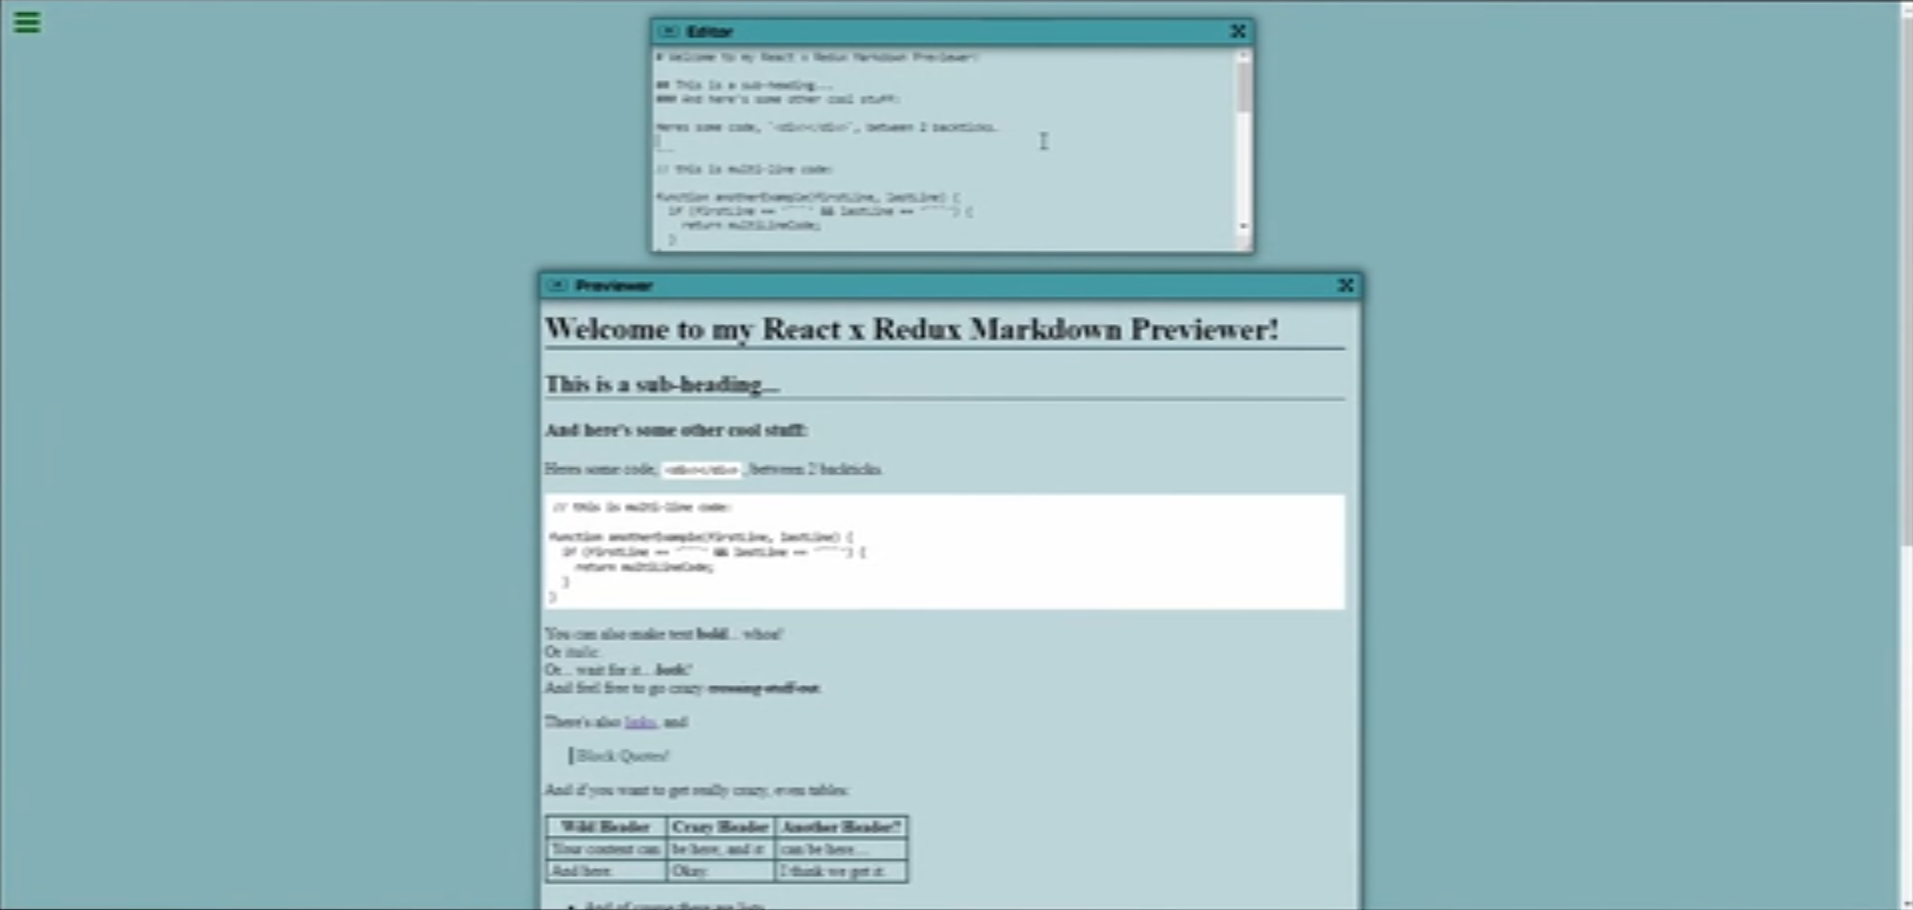 Editor
# Welcome to my React x Redux Markdown Previewer!
## This is a sub-heading...
### And here's some other cool stuff:
Heres some code, `<div></div>`, between 2 backticks.
```
// this is multi-line code:
function anotherExample(firstLine, lastLine) {
if (firstLine == '```' && lastLine == '```') {
return multiLineCode;
}
Previewer
Welcome to my React x Redux Markdown Previewer!
This is a sub-heading...
And here's some other cool stuff:
Heres some code, <div></div> , between 2 backticks.
// this is multi-line code:
function anotherExample(firstLine, lastLine) {
if (firstLine == '```' && lastLine == '```') {
return multiLineCode;
}
}
You can also make text bold... whoa!
Or italic.
Or... wait for it... both!
And feel free to go crazy crossing stuff out.
There's also links, and
Block Quotes!
And if you want to get really crazy, even tables:
Wild Header Crazy Header Another Header?
Your content can be here, and it can be here....
And here. Okay. I think we get it.
And of course there are lists.